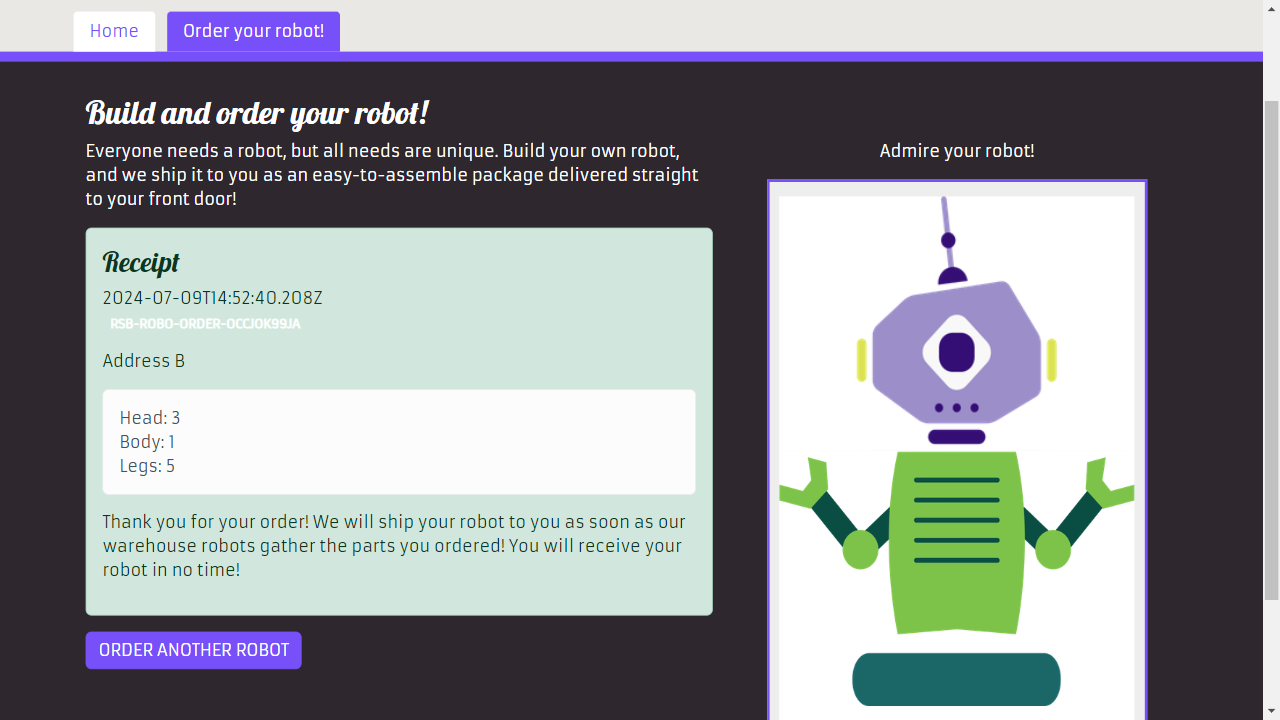 Home
Order your robot!
Build and order your robot!
Everyone needs a robot, but all needs are unique. Build your own robot,
and we ship it to you as an easy-to-assemble package delivered straight
to your front door!
Receipt
2024-07-09T14:52:40.208Z
RSB-ROBO-ORDER-OCCJOK99JA
Address B
Head: 3
Body: 1
Legs: 5
Thank you for your order! We will ship your robot to you as soon as our
warehouse robots gather the parts you ordered! You will receive your
robot in no time!
ORDER ANOTHER ROBOT
Admire your robot!